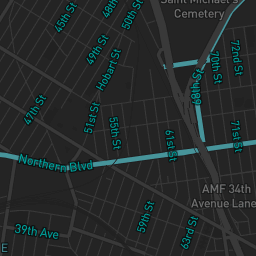 45th St
48th St
50th St
Saint Michael's
Cemetery
49th St
Hobart St
72nd St
70th St
69th St
47th St
51st St
55th St
61st St
71st St
Northern Blvd
AMF 34th
Avenue Lane
59th St
63rd St
39th Ave
E